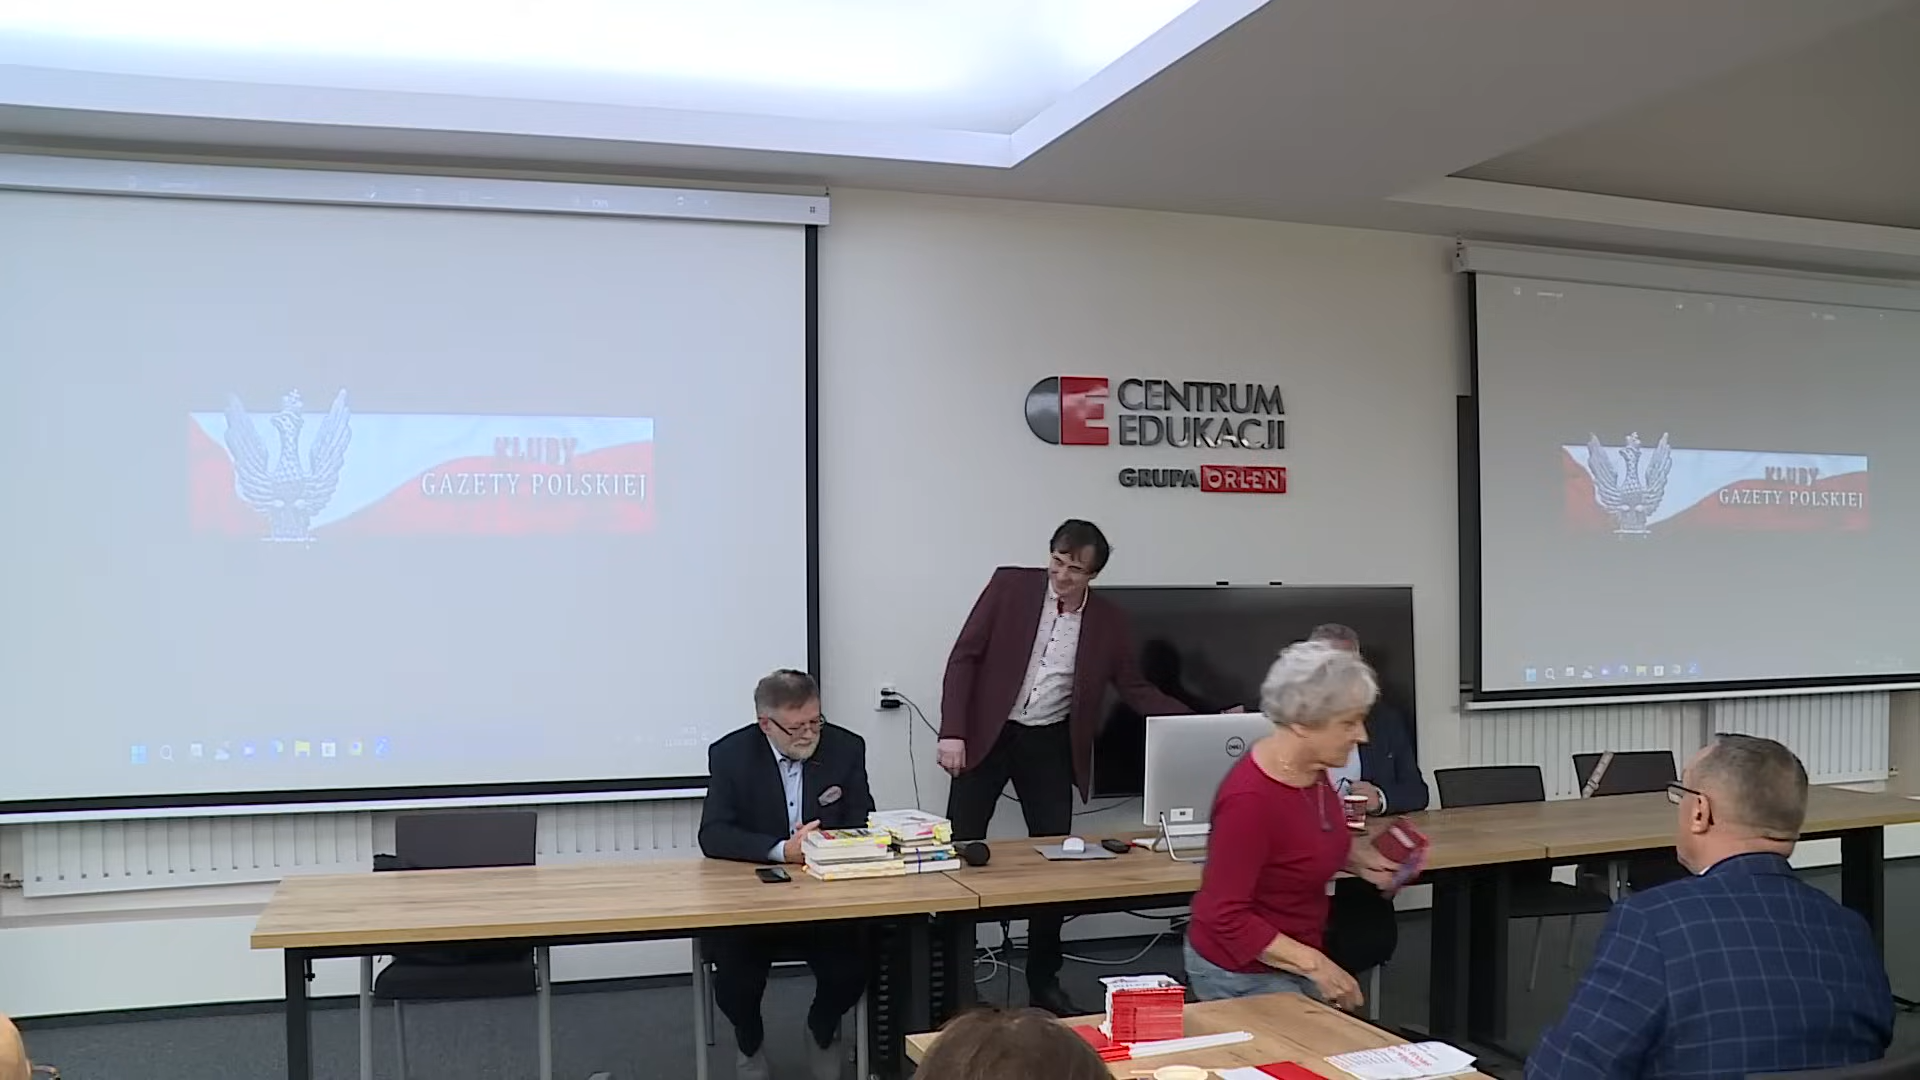 KLUBY
GAZETY POLSKIEJ
CENTRUM
EDUKACJI
GRUPA ORLEN
KLUBY
GAZETY POLSKIEJ
DELL